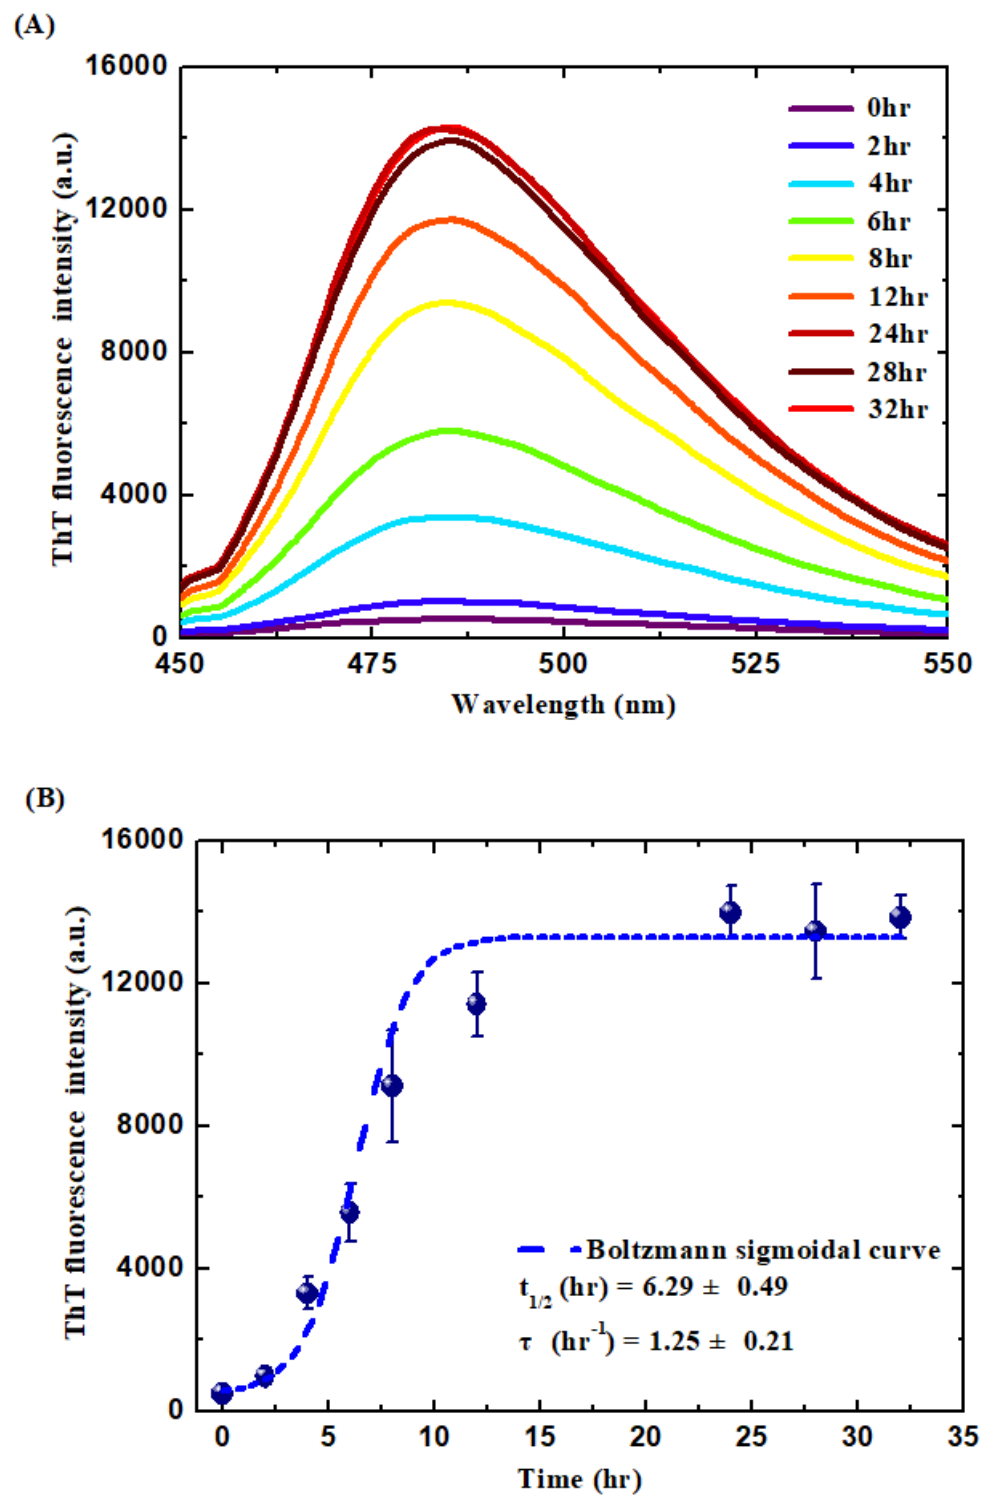 (A)
16000
12000
8000
4000
0
ThT fluorescence intensity (a.u.)
0hr
2hr
4hr
6hr
8hr
12hr
24hr
28hr
32hr
450 475 500 525 550
Wavelength (nm)
(B)
16000
12000
8000
4000
0
ThT fluorescence intensity (a.u.)
Boltzmann sigmoidal curve
t1/2 (hr) = 6.29 ± 0.49
τ (hr-1) = 1.25 ± 0.21
0 5 10 15 20 25 30 35
Time (hr)